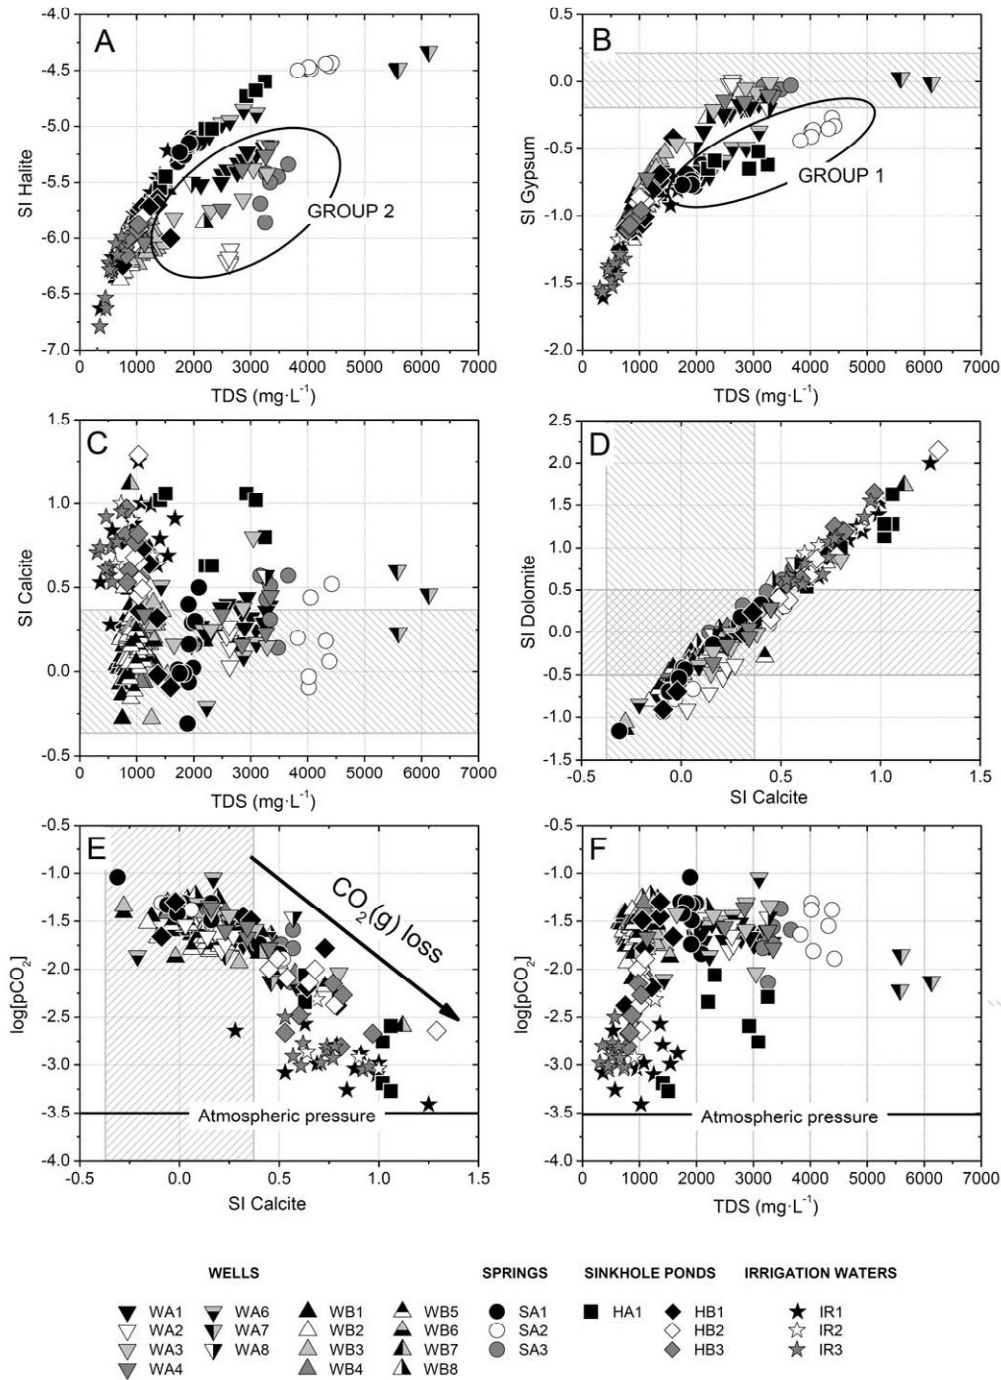 A
SI Halite
-4.0
-4.5
-5.0
-5.5
-6.0
-6.5
-7.0
GROUP 2
0 1000 2000 3000 4000 5000 6000 7000
TDS (mg·L⁻¹)
B
SI Gypsum
0.5
0.0
-0.5
-1.0
-1.5
-2.0
GROUP 1
0 1000 2000 3000 4000 5000 6000 7000
TDS (mg·L⁻¹)
C
SI Calcite
1.5
1.0
0.5
0.0
-0.5
0 1000 2000 3000 4000 5000 6000 7000
TDS (mg·L⁻¹)
D
SI Dolomite
2.5
2.0
1.5
1.0
0.5
0.0
-0.5
-1.0
-1.5
-0.5 0.0 0.5 1.0 1.5
SI Calcite
E
log[pCO₂]
-0.5
-1.0
-1.5
-2.0
-2.5
-3.0
-3.5
-4.0
CO₂(g) loss
Atmospheric pressure
-0.5 0.0 0.5 1.0 1.5
SI Calcite
F
log[pCO₂]
-0.5
-1.0
-1.5
-2.0
-2.5
-3.0
-3.5
-4.0
Atmospheric pressure
0 1000 2000 3000 4000 5000 6000 7000
TDS (mg·L⁻¹)
WELLS SPRINGS SINKHOLE PONDS IRRIGATION WATERS
WA1 WA6 WB1 WB5 SA1 HA1 HB1 IR1
WA2 WA7 WB2 WB6 SA2 HB2 IR2
WA3 WA8 WB3 WB7 SA3 HB3 IR3
WA4 WB4 WB8